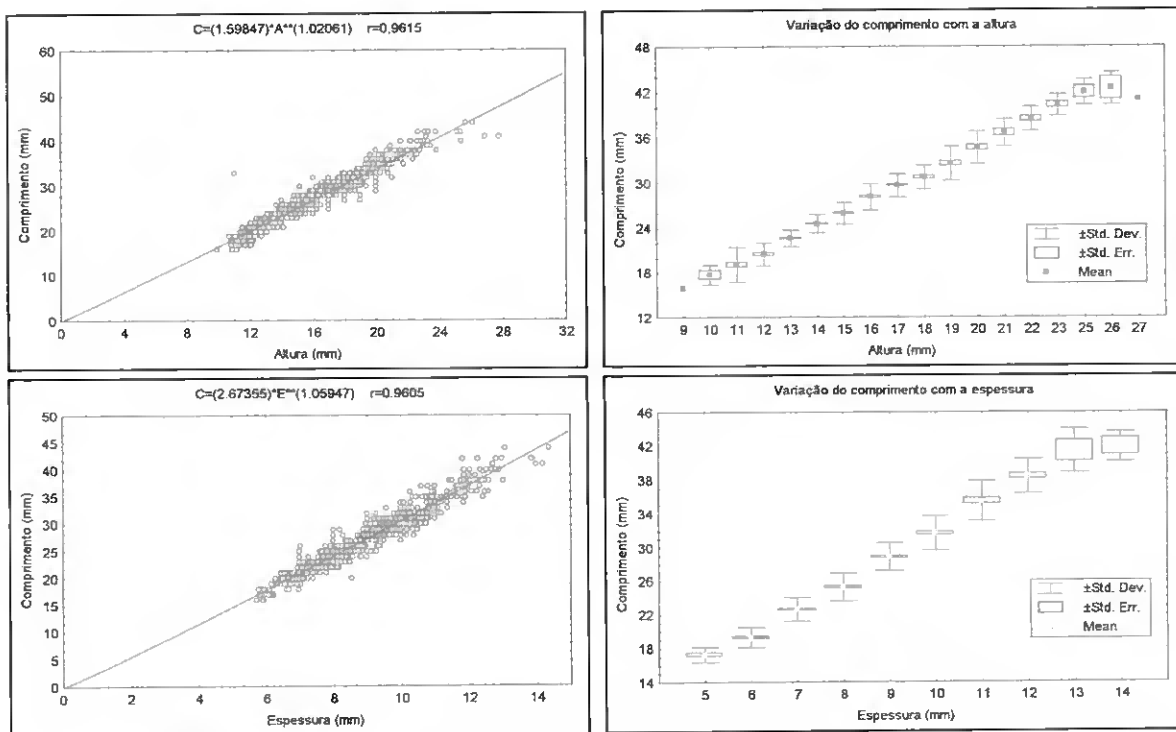 C=(1.59847)*A**(1.02061) r=0,9615
60
50
40
30
20
10
0
Comprimento (mm)
0 4 8 12 16 20 24 28 32
Altura (mm)
Variação do comprimento com a altura
48
42
36
30
24
18
12
Comprimento (mm)
±Std. Dev.
±Std. Err.
Mean
9 10 11 12 13 14 15 16 17 18 19 20 21 22 23 25 26 27
Altura (mm)
C=(2.67355)*E**(1.05947) r=0.9605
50
45
40
35
30
25
20
15
10
5
0
Comprimento (mm)
0 2 4 6 8 10 12 14
Espessura (mm)
Variação do comprimento com a espessura
46
42
38
34
30
26
22
18
14
Comprimento (mm)
±Std. Dev.
±Std. Err.
Mean
5 6 7 8 9 10 11 12 13 14
Espessura (mm)